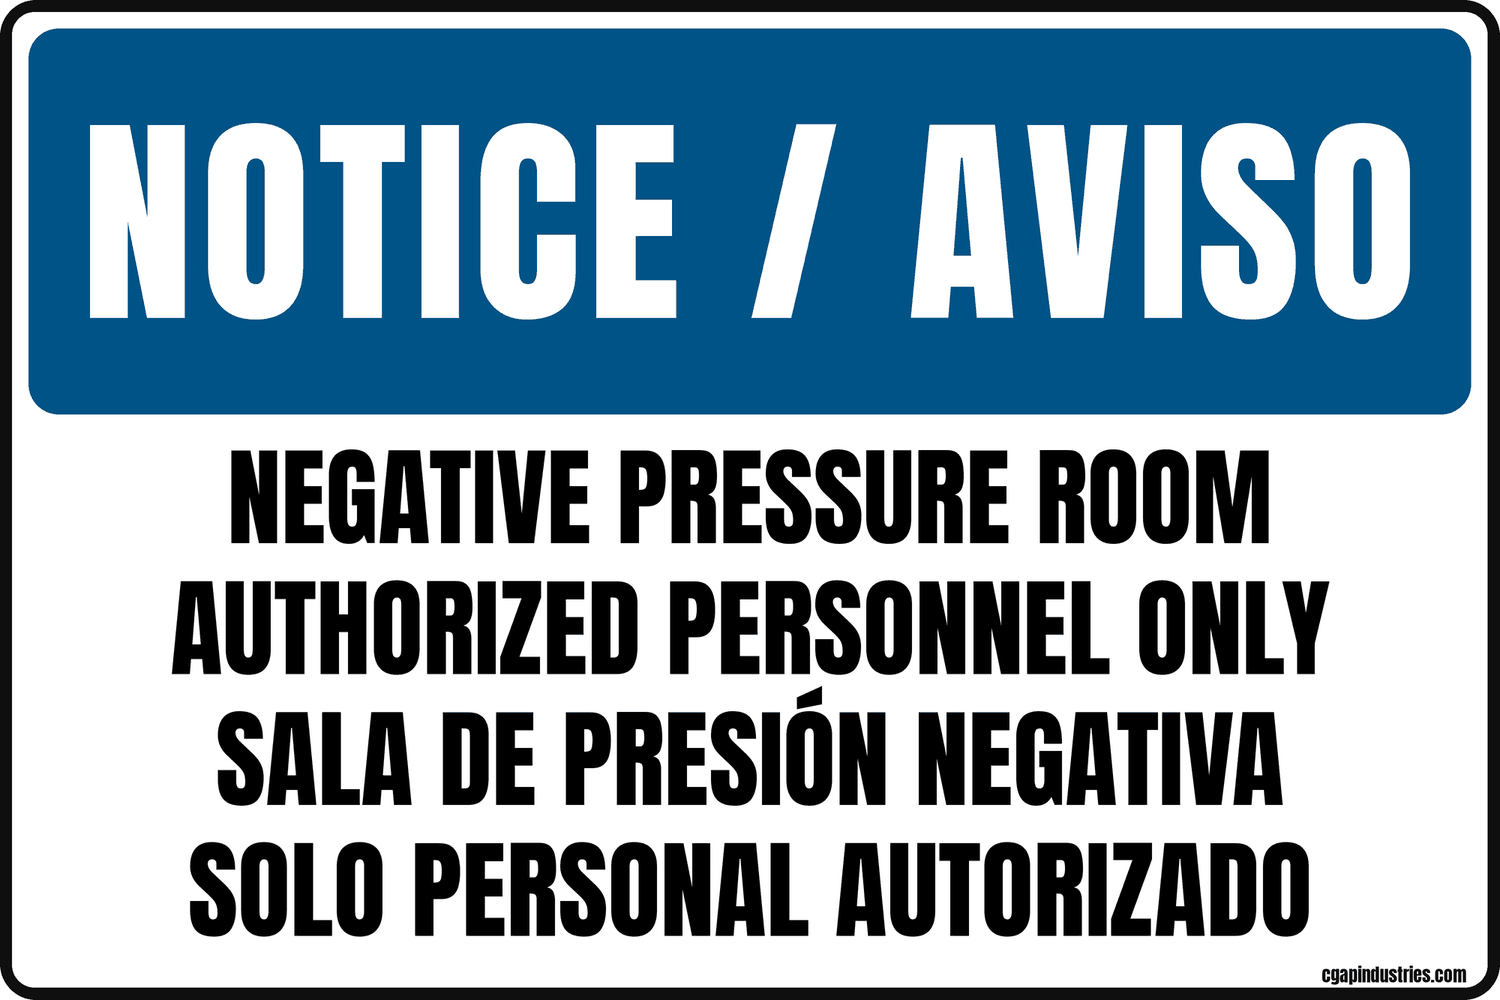 NOTICE / AVISO
NEGATIVE PRESSURE ROOM
AUTHORIZED PERSONNEL ONLY
SALA DE PRESIÓN NEGATIVA
SOLO PERSONAL AUTORIZADO
cgapindustries.com